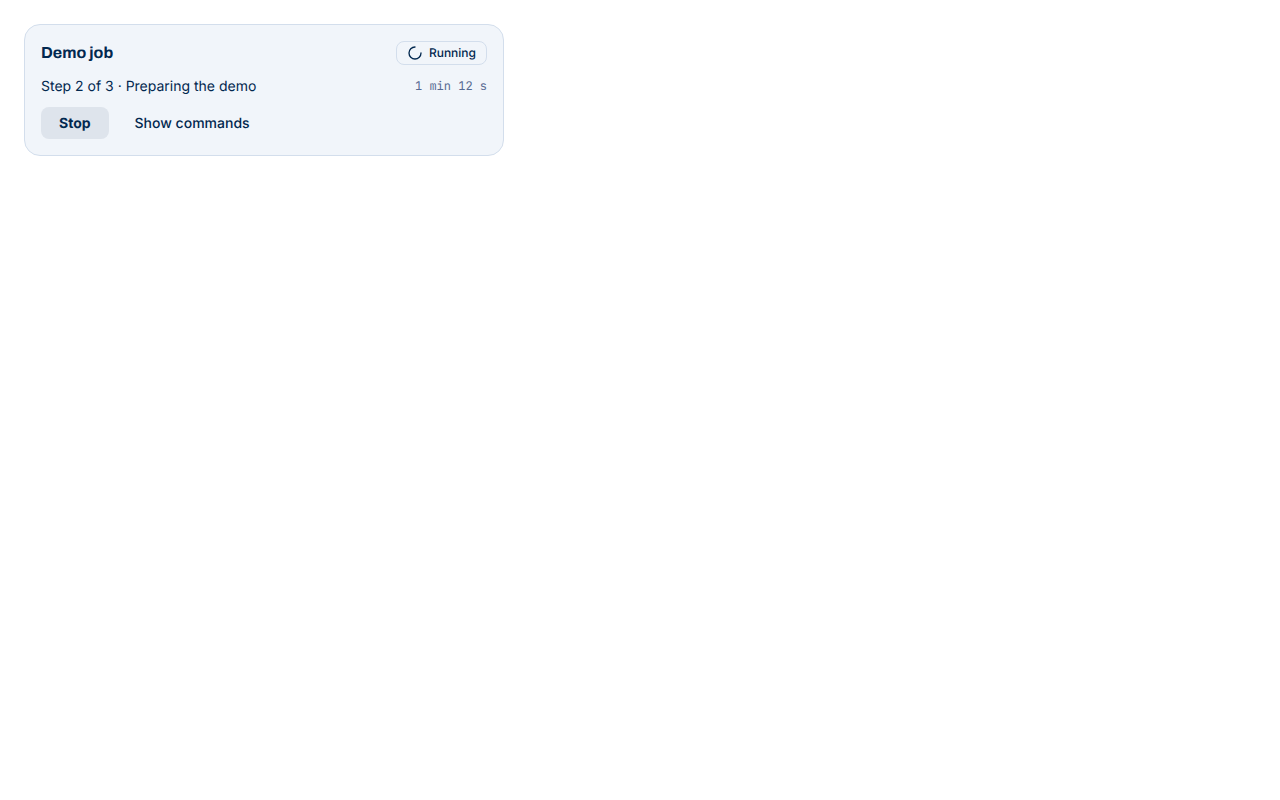 Demo job
Running
Step 2 of 3 · Preparing the demo
1 min 12 s
Stop
Show commands